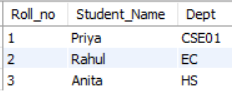 Roll_no Student_Name Dept
1 Priya CSE01
2 Rahul EC
3 Anita HS